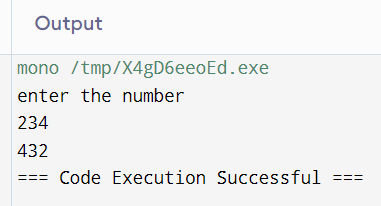 Output
mono /tmp/X4gD6eeoEd.exe
enter the number
234
432
=== Code Execution Successful ===